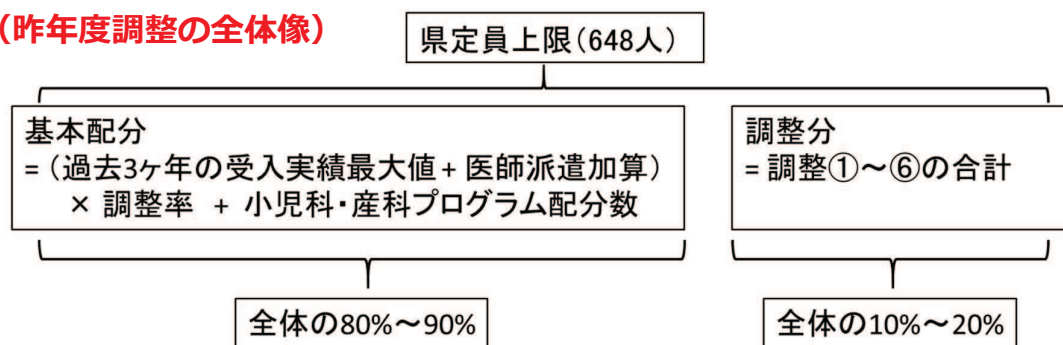 (昨年度調整の全体像)
県定員上限(648人)
基本配分
=(過去3ヶ年の受入実績最大値+医師派遣加算)
× 調整率 + 小児科・産科プログラム配分数
調整分
=調整①~⑥の合計
全体の80%~90%
全体の10%~20%